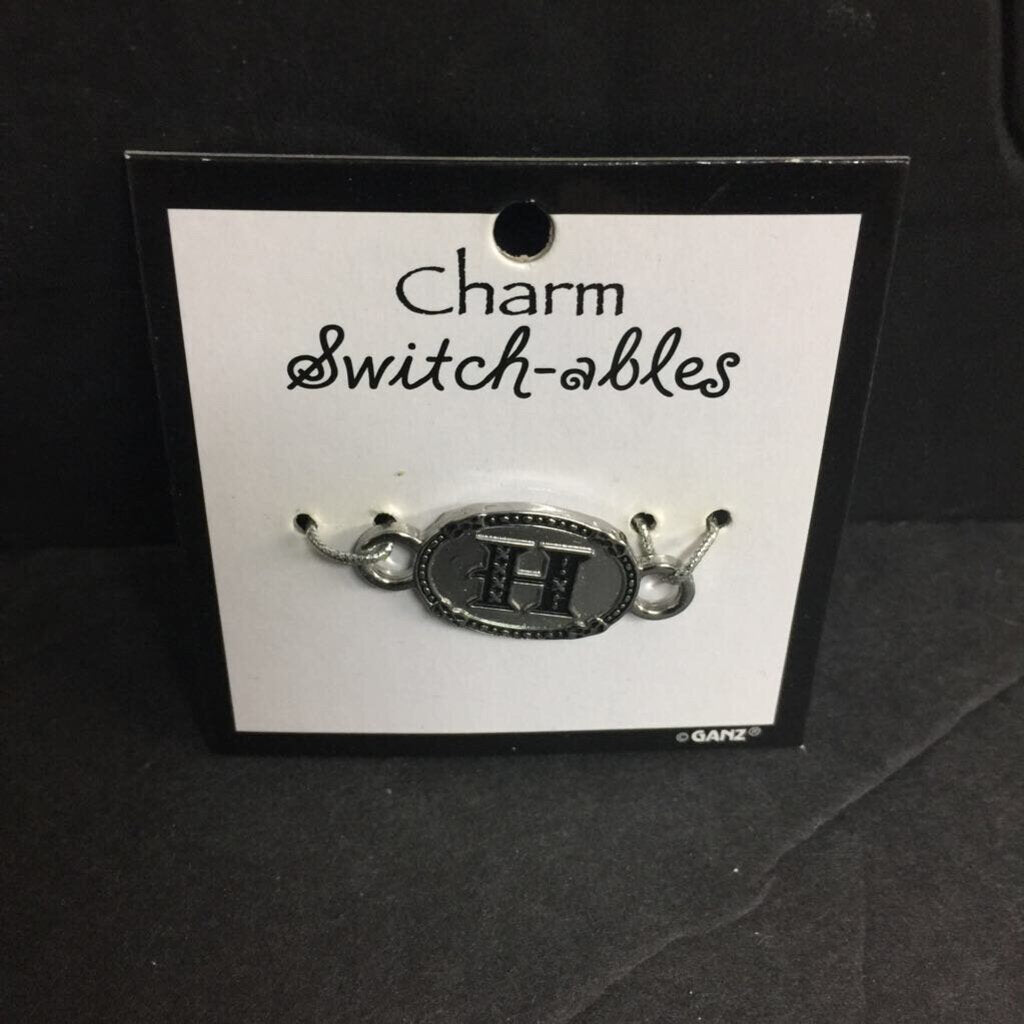 Charm
Switch-ables
H
© GANZ®